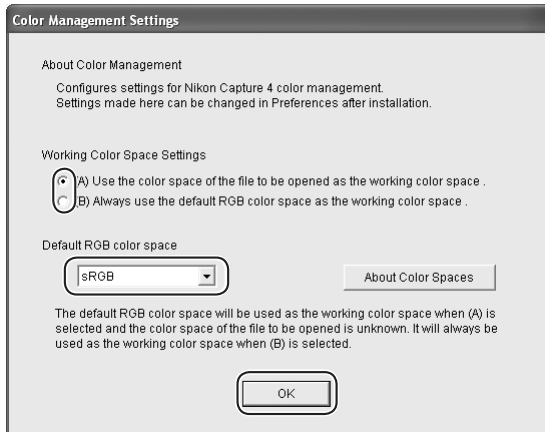 Color Management Settings
About Color Management
Configures settings for Nikon Capture 4 color management.
Settings made here can be changed in Preferences after installation.
Working Color Space Settings
(A) Use the color space of the file to be opened as the working color space .
(B) Always use the default RGB color space as the working color space .
Default RGB color space
sRGB
About Color Spaces
The default RGB color space will be used as the working color space when (A) is
selected and the color space of the file to be opened is unknown. It will always be
used as the working color space when (B) is selected.
OK